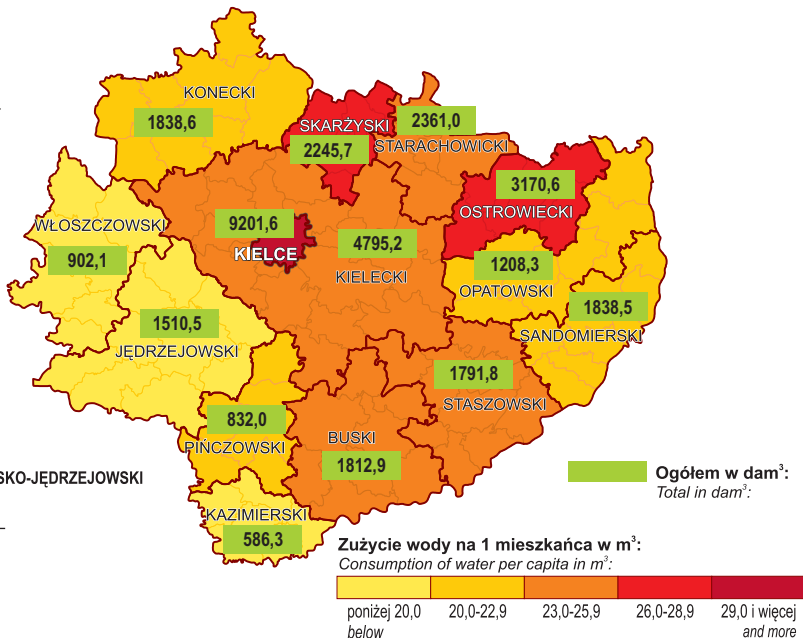 KONECKI
1838,6
SKARŻYSKI
2245,7
2361,0
STARACHOWICKI
3170,6
OSTROWIECKI
WŁOSZCZOWSKI
902,1
9201,6
KIELCE
4795,2
KIELECKI
1208,3
OPATOWSKI
1838,5
SANDOMIERSKI
1510,5
JĘDRZEJOWSKI
1791,8
STASZOWSKI
832,0
PIŃCZOWSKI
BUSKI
1812,9
SKO-JĘDRZEJOWSKI
KAZIMIERSKI
586,3
Ogółem w dam³:
Total in dam³:
Zużycie wody na 1 mieszkańca w m³:
Consumption of water per capita in m³:
poniżej 20,0 20,0-22,9 23,0-25,9 26,0-28,9 29,0 i więcej
below and more